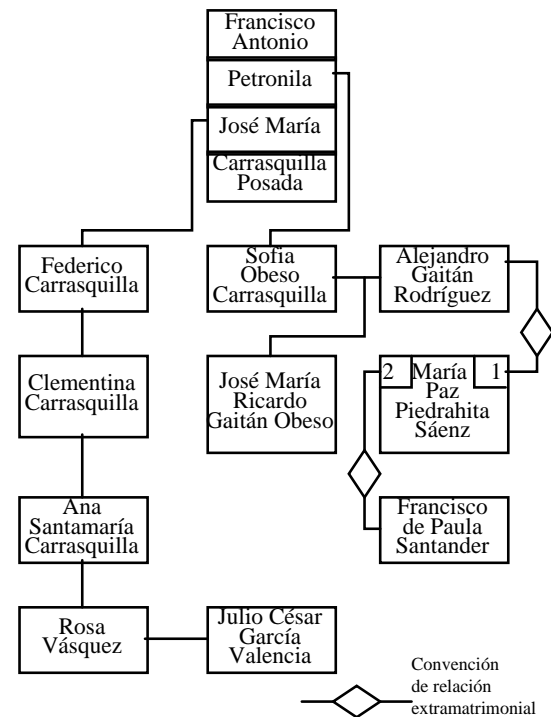 Francisco
Antonio
Petronila
José María
Carrasquilla
Posada
Federico
Carrasquilla
Sofia
Obeso
Carrasquilla
Alejandro
Gaitán
Rodríguez
Clementina
Carrasquilla
José María
Ricardo
Gaitán Obeso
2 María 1
Paz
Piedrahita
Sáenz
Ana
Santamaría
Carrasquilla
Francisco
de Paula
Santander
Rosa
Vásquez
Julio César
García
Valencia
Convención
de relación
extramatrimonial